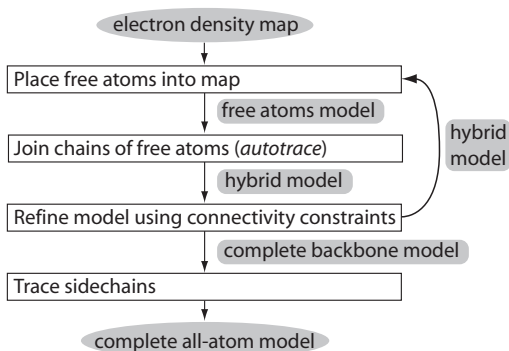 electron density map
Place free atoms into map
free atoms model
Join chains of free atoms (autotrace)
hybrid model
Refine model using connectivity constraints
hybrid
model
complete backbone model
Trace sidechains
complete all-atom model